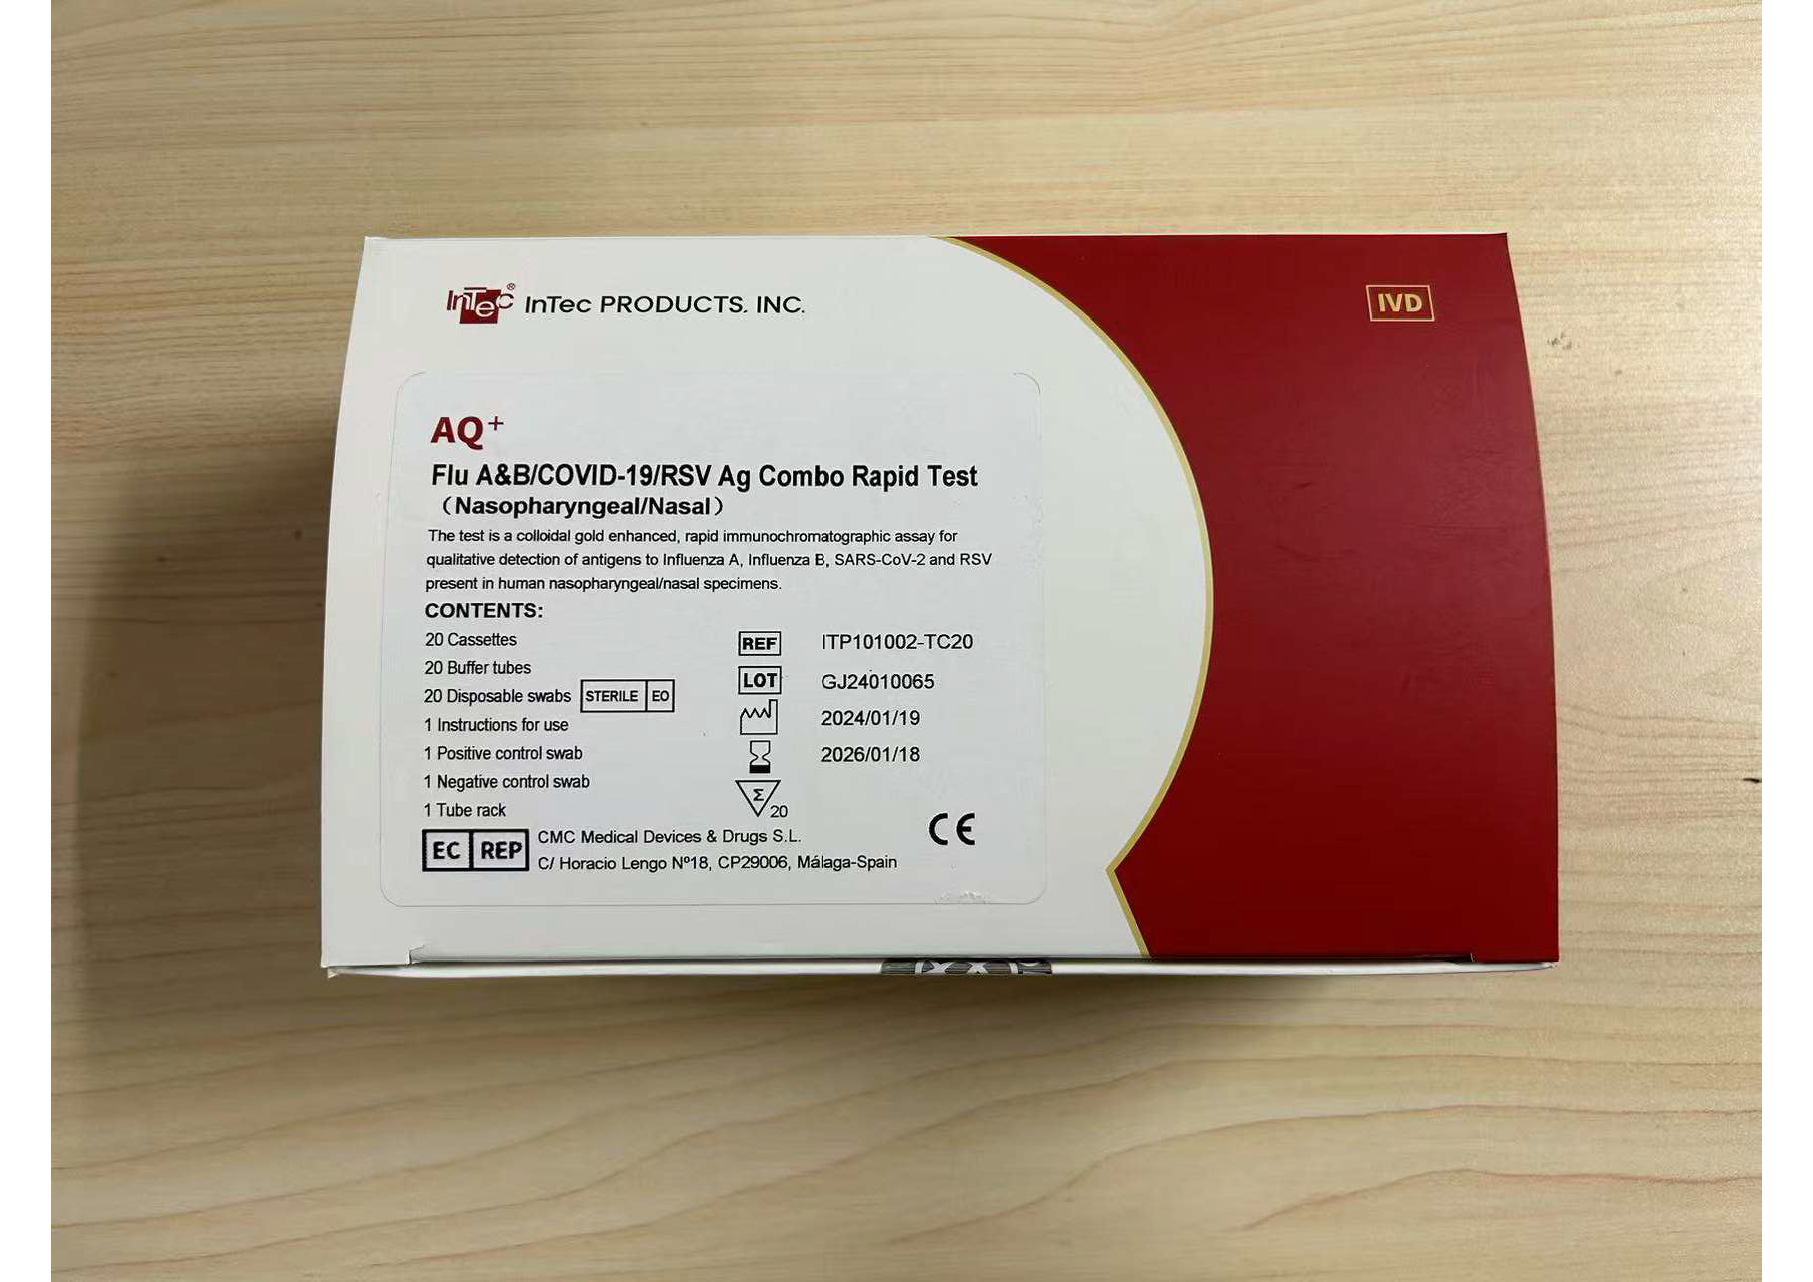 InTec® InTec PRODUCTS, INC.
IVD
AQ+
Flu A&B/COVID-19/RSV Ag Combo Rapid Test
(Nasopharyngeal/Nasal)
The test is a colloidal gold enhanced, rapid immunochromatographic assay for
qualitative detection of antigens to Influenza A, Influenza B, SARS-CoV-2 and RSV
present in human nasopharyngeal/nasal specimens.
CONTENTS:
20 Cassettes
20 Buffer tubes
20 Disposable swabs STERILE EO
1 Instructions for use
1 Positive control swab
1 Negative control swab
1 Tube rack
REF ITP101002-TC20
LOT GJ24010065
2024/01/19
2026/01/18
Σ 20
CE
EC REP CMC Medical Devices & Drugs S.L.
C/ Horacio Lengo Nº18, CP29006, Málaga-Spain